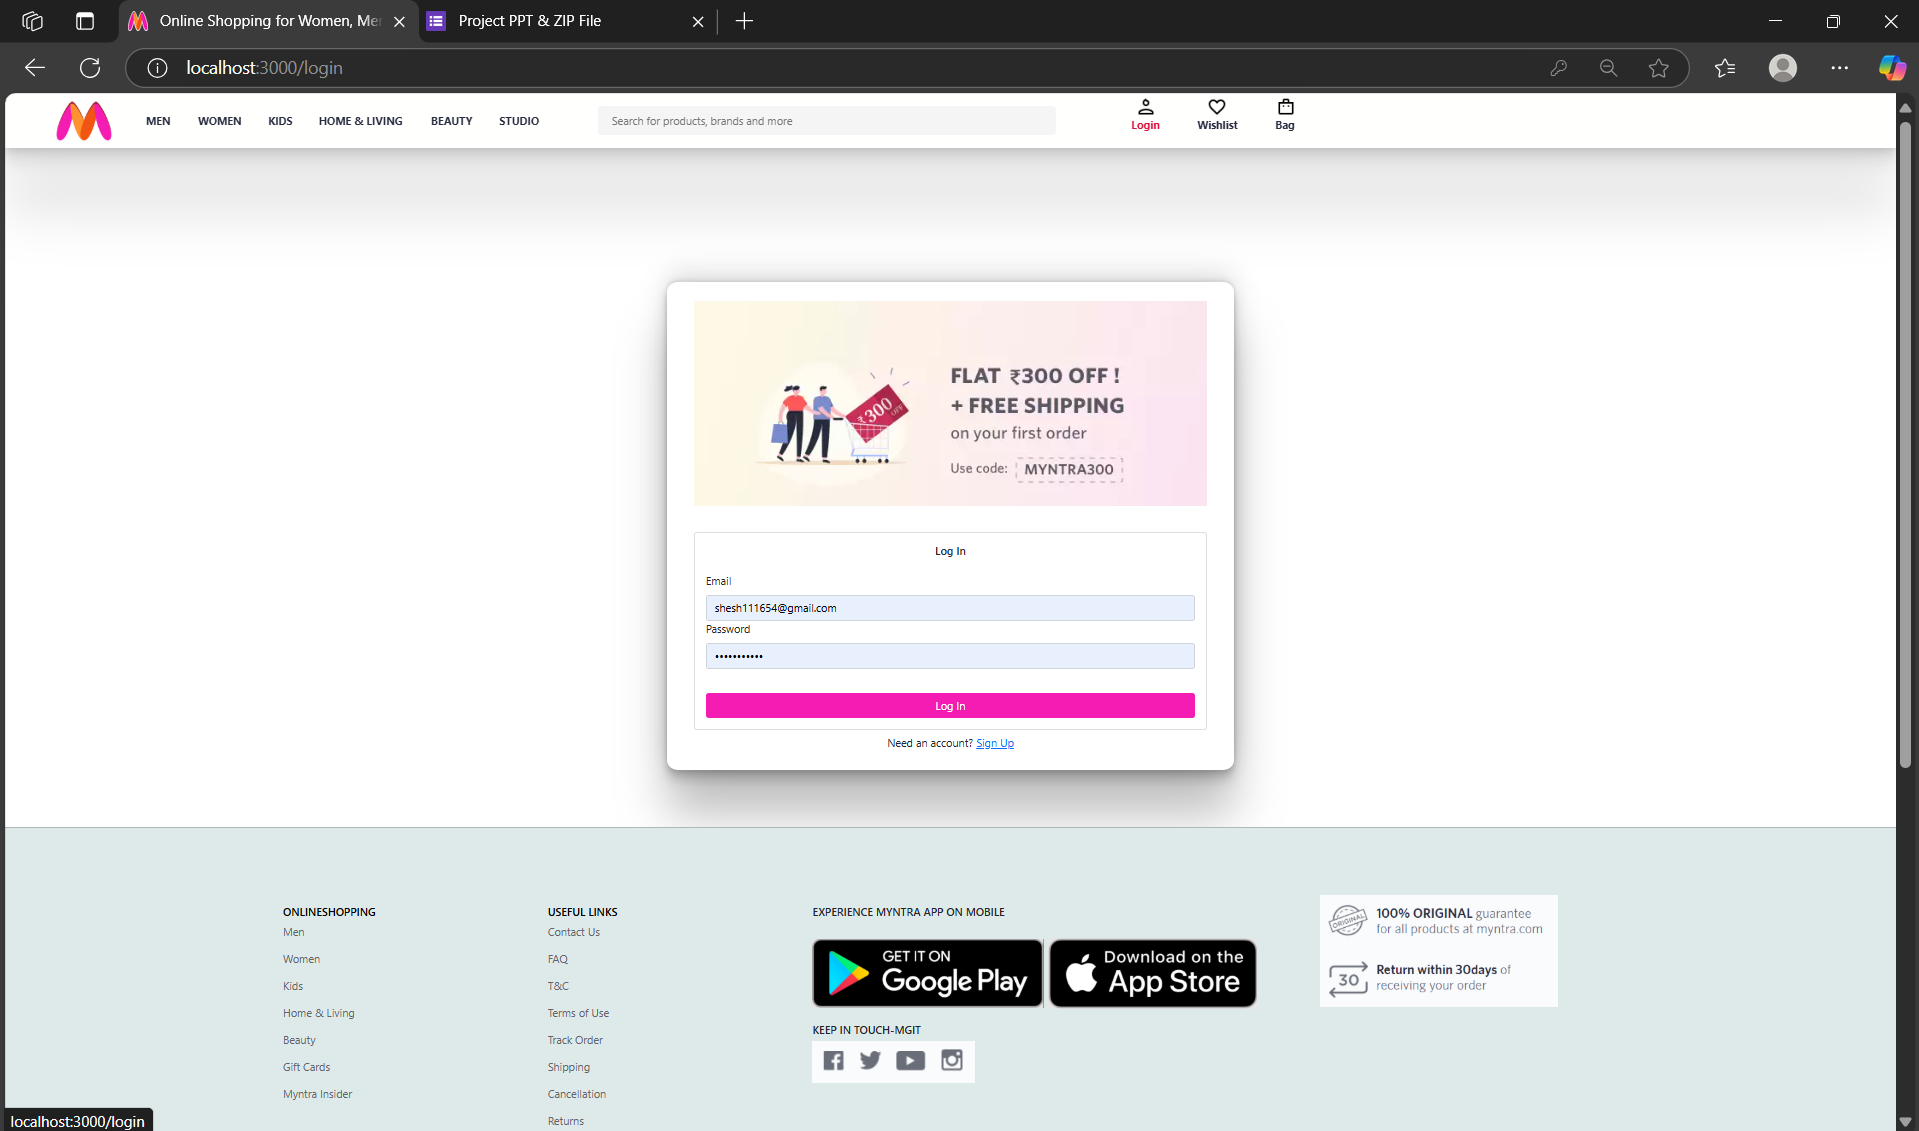 Online Shopping for Women, Mer
Project PPT & ZIP File
localhost:3000/login
MEN WOMEN KIDS HOME & LIVING BEAUTY STUDIO
Search for products, brands and more
Login Wishlist Bag
FLAT ₹300 OFF !
+ FREE SHIPPING
on your first order
Use code: MYNTRA300
₹300 OFF
Log In
Email
shesh111654@gmail.com
Password
•••••••••••
Log In
Need an account? Sign Up
ONLINESHOPPING
Men
Women
Kids
Home & Living
Beauty
Gift Cards
Myntra Insider
USEFUL LINKS
Contact Us
FAQ
T&C
Terms of Use
Track Order
Shipping
Cancellation
Returns
EXPERIENCE MYNTRA APP ON MOBILE
GET IT ON
Google Play
Download on the
App Store
KEEP IN TOUCH-MGIT
ORIGINAL
100% ORIGINAL guarantee
for all products at myntra.com
30
Return within 30days of
receiving your order
localhost:3000/login